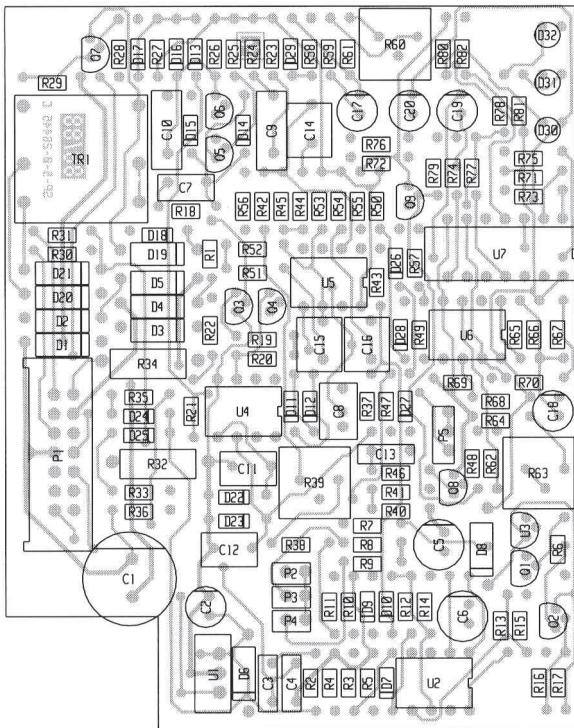 Q7 R28 D17 R27 D16 D13 R26 R25 R24 R23 D29 R98 R59 R61 R60 R80 R82 D32
R29 D31
C10 D15 Q6 D14 C9 C14 C17 C20 C19 R78 R81 D30
TR1 Q5 R76
C7 R72 R79 R74 R77 R75
R71
R18 R56 R42 R45 R44 R53 R54 R55 R50 Q9 R73
R31 D18
R30 D19 R1 R52 U7
D21 R51 U5 R43 D26 R57
D20 D5
D2 D4 Q3 Q4
D1 D3 R22 R19 C15 C16 D28 R49 U6 R65 R66 R67
R34 R20
R69 R70
R35 R21 U4 D11 D12 C8 R37 R47 D27 R68 C18
D24 R64
P1 D25 P5
R32 C11 R39 C13 R48 R62 R63
R46
R33 D22 R41 Q8
R36 D23 R40
C12 R38 R7 C5 D8 U3 R6
R8
C1 P2 R9 Q1
C2 P3 R11 R10 D9 D10 R12 R14 C6 R13 R15 Q2
P4
U1 D6 C3 C4 R2 R4 R3 R5 D7 U2 R16 R17